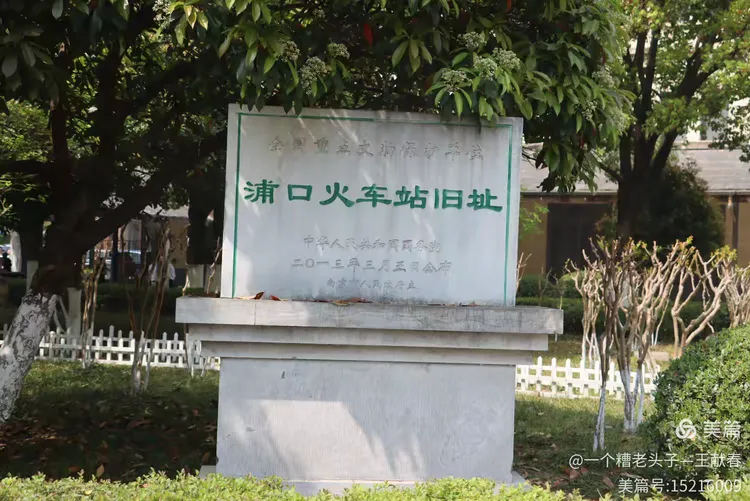 全国重点文物保护单位
浦口火车站旧址
中华人民共和国国务院
二〇一三年三月五日公布
南京市人民政府立
美篇
@一个糟老头子—王献春
美篇号:15216009